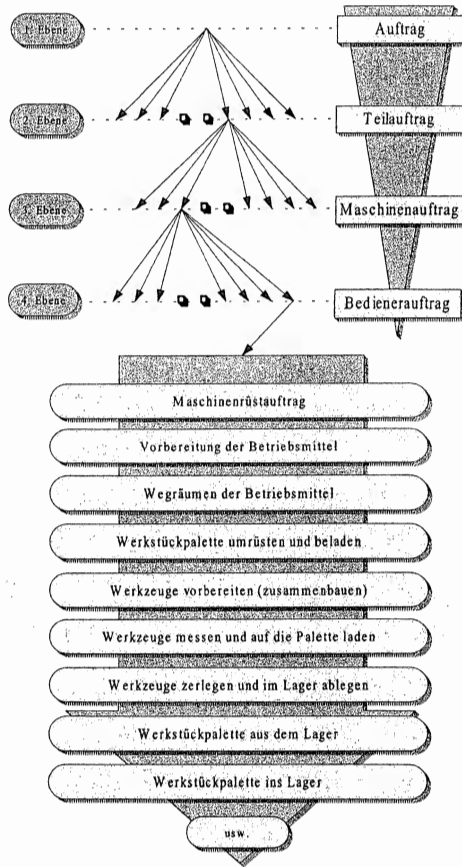 1. Ebene
Auftrag
2. Ebene
Teilauftrag
3. Ebene
Maschinenauftrag
4. Ebene
Bedienerauftrag
Maschinenrüstauftrag
Vorbereitung der Betriebsmittel
Wegräumen der Betriebsmittel
Werkstückpalette umrüsten und beladen
Werkzeuge vorbereiten (zusammenbauen)
Werkzeuge messen und auf die Palette laden
Werkzeuge zerlegen und im Lager ablegen
Werkstückpalette aus dem Lager
Werkstückpalette ins Lager
usw.